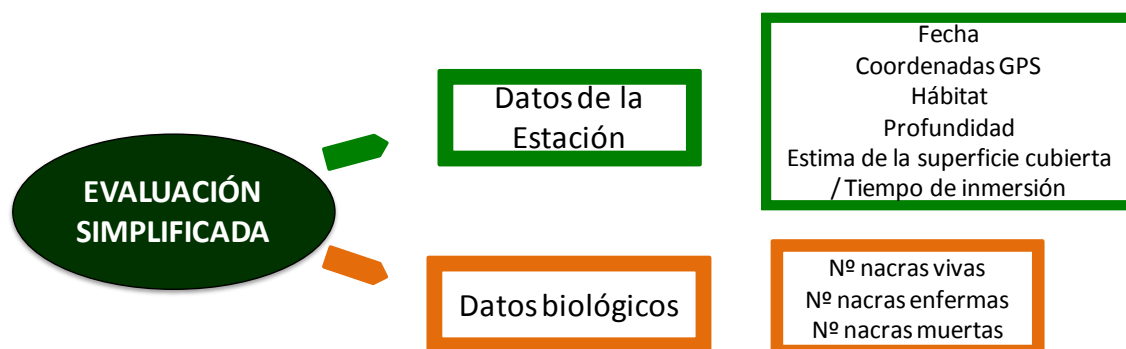 EVALUACIÓN
SIMPLIFICADA
Datos de la
Estación
Fecha
Coordenadas GPS
Hábitat
Profundidad
Estima de la superficie cubierta
/ Tiempo de inmersión
Datos biológicos
Nº nacras vivas
Nº nacras enfermas
Nº nacras muertas